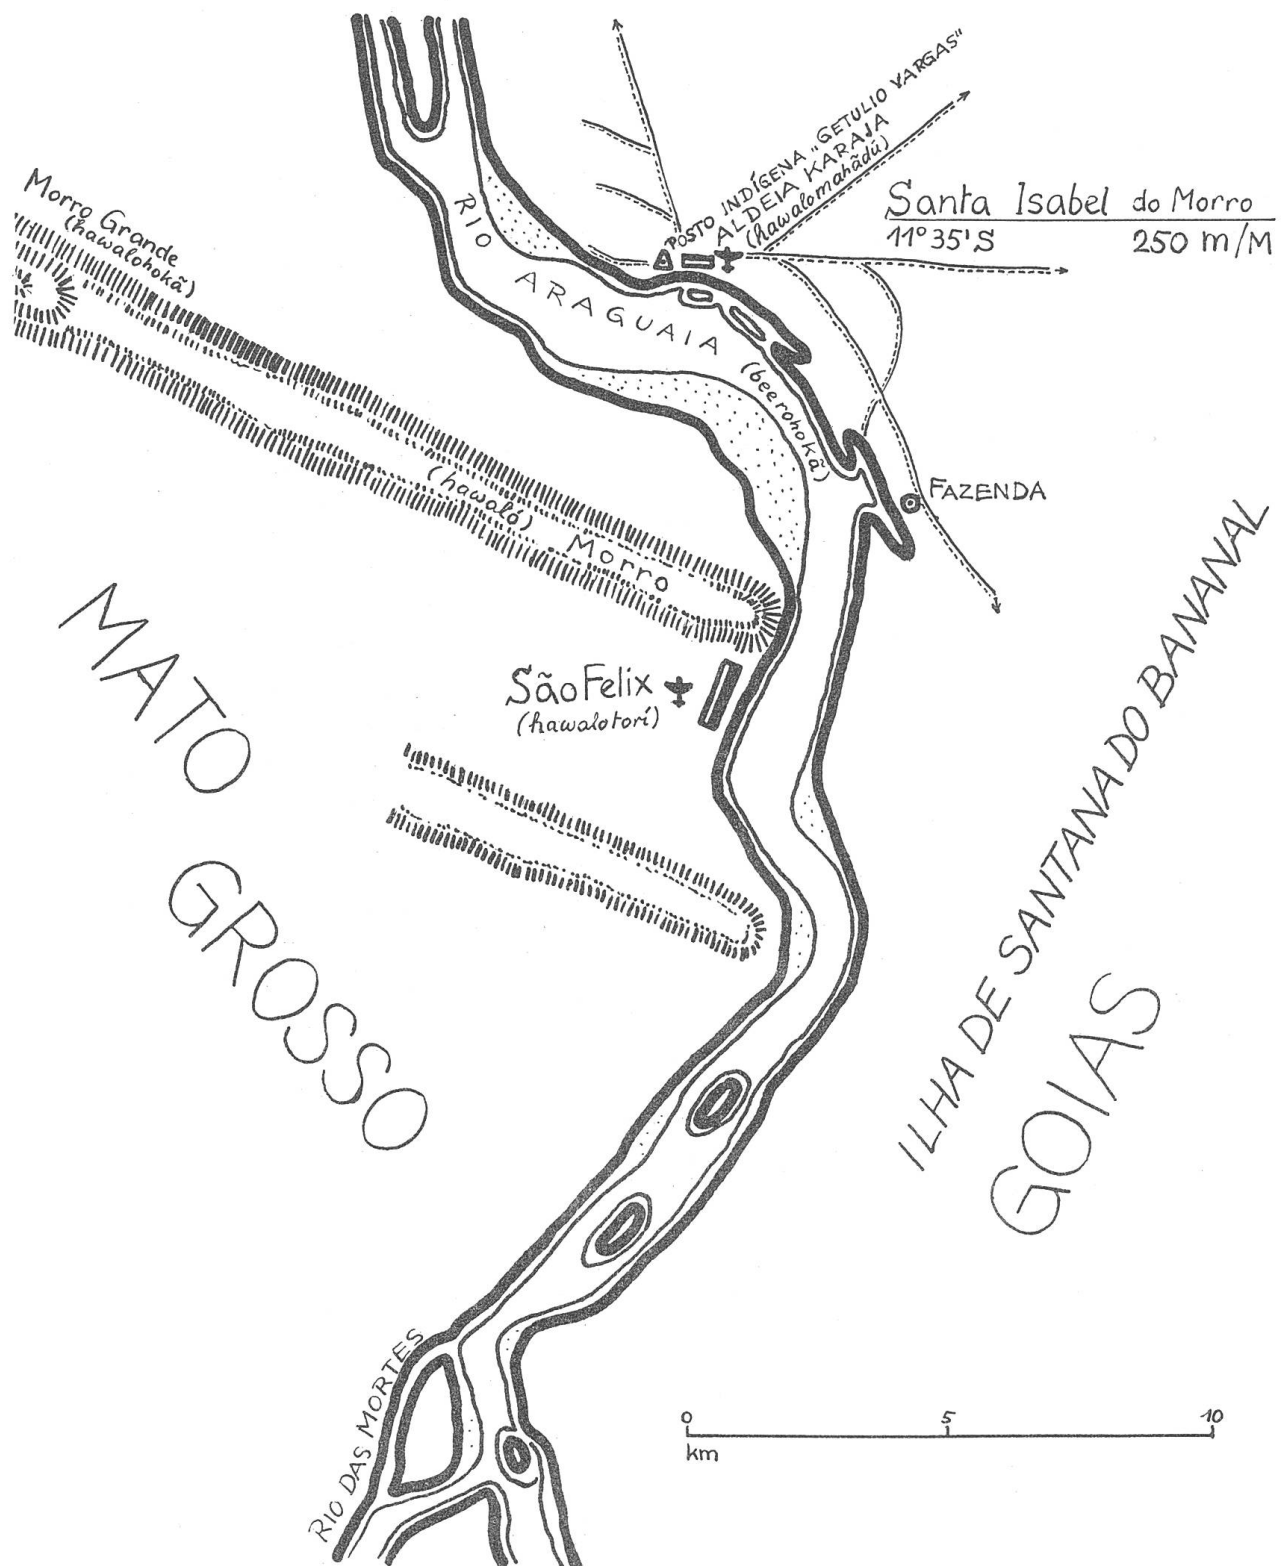 POSTO INDÍGENA „GETULIO VARGAS"
ALDEIA KARAJA
(hawalomahãdú)
Santa Isabel do Morro
11° 35' S 250 m/M
Morro Grande
(hawalohokã)
RIO
ARAGUAIA
(beerohokã)
(hawaló) Morro
FAZENDA
São Felix
(hawalotorí)
MATO
GROSSO
ILHA DE SANTANA DO BANANAL
GOIAS
RIO DAS MORTES
0 5 10
km